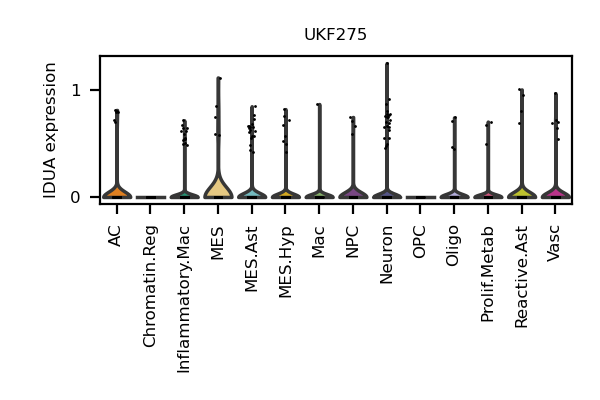 UKF275
IDUA expression
1
0
AC
Chromatin.Reg
Inflammatory.Mac
MES
MES.Ast
MES.Hyp
Mac
NPC
Neuron
OPC
Oligo
Prolif.Metab
Reactive.Ast
Vasc